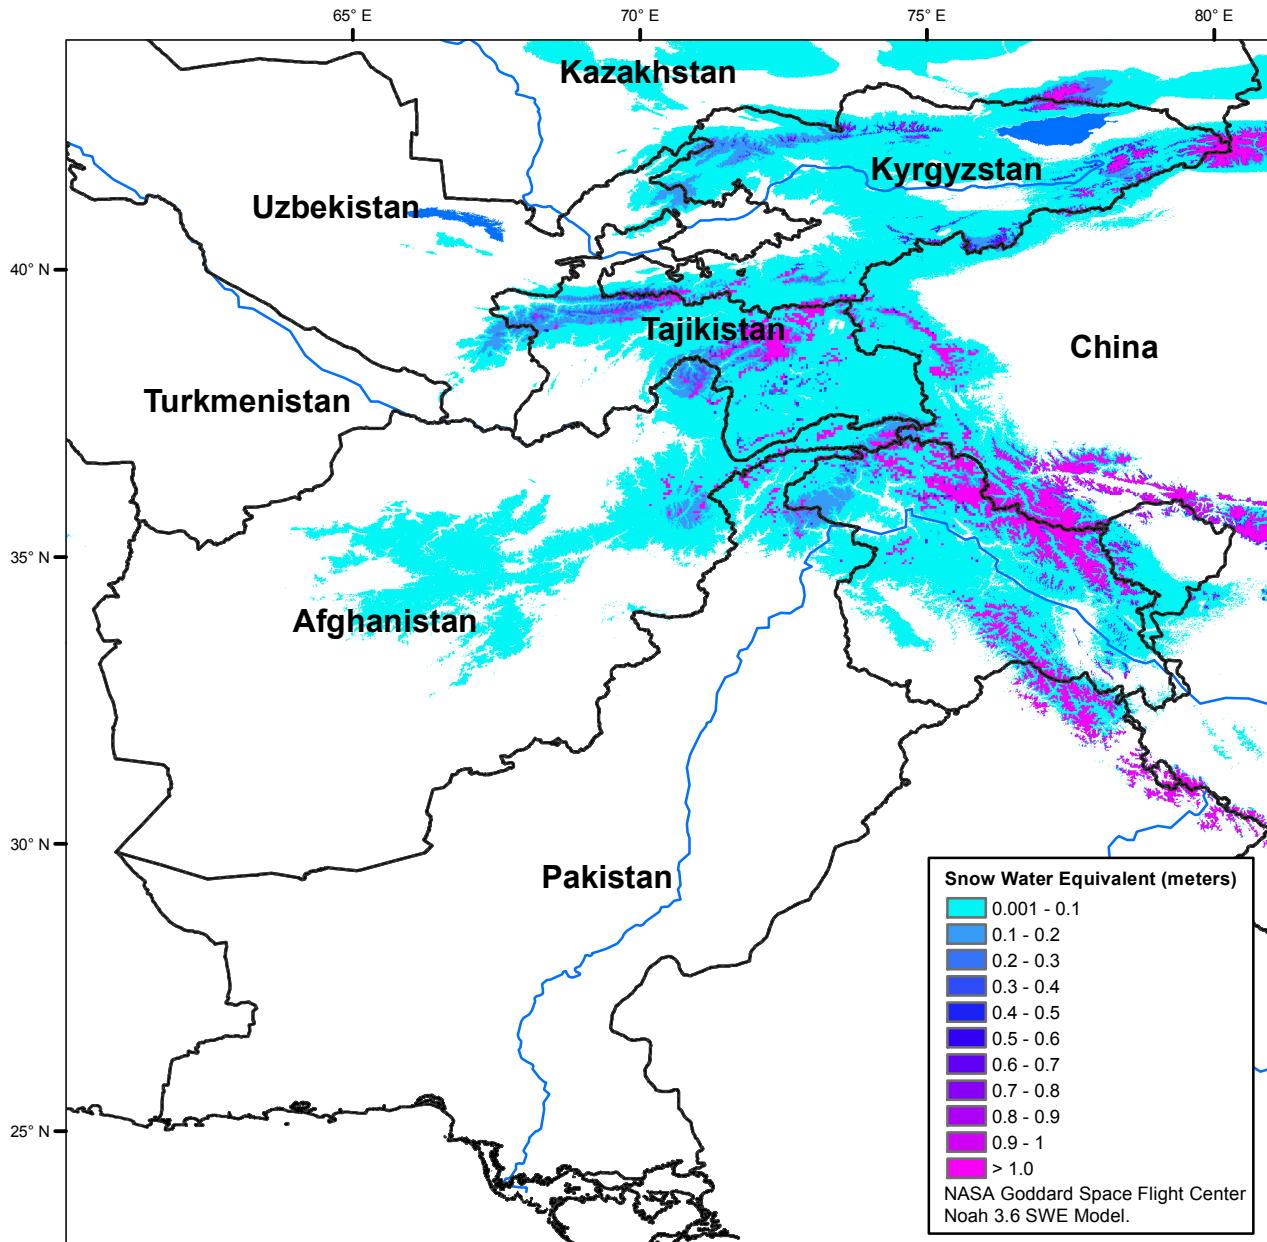 65° E
70° E
75° E
80° E
Kazakhstan
Kyrgyzstan
Uzbekistan
40° N
Tajikistan
China
Turkmenistan
35° N
Afghanistan
30° N
Pakistan
25° N
Snow Water Equivalent (meters)
0.001 - 0.1
0.1 - 0.2
0.2 - 0.3
0.3 - 0.4
0.4 - 0.5
0.5 - 0.6
0.6 - 0.7
0.7 - 0.8
0.8 - 0.9
0.9 - 1
> 1.0
NASA Goddard Space Flight Center
Noah 3.6 SWE Model.